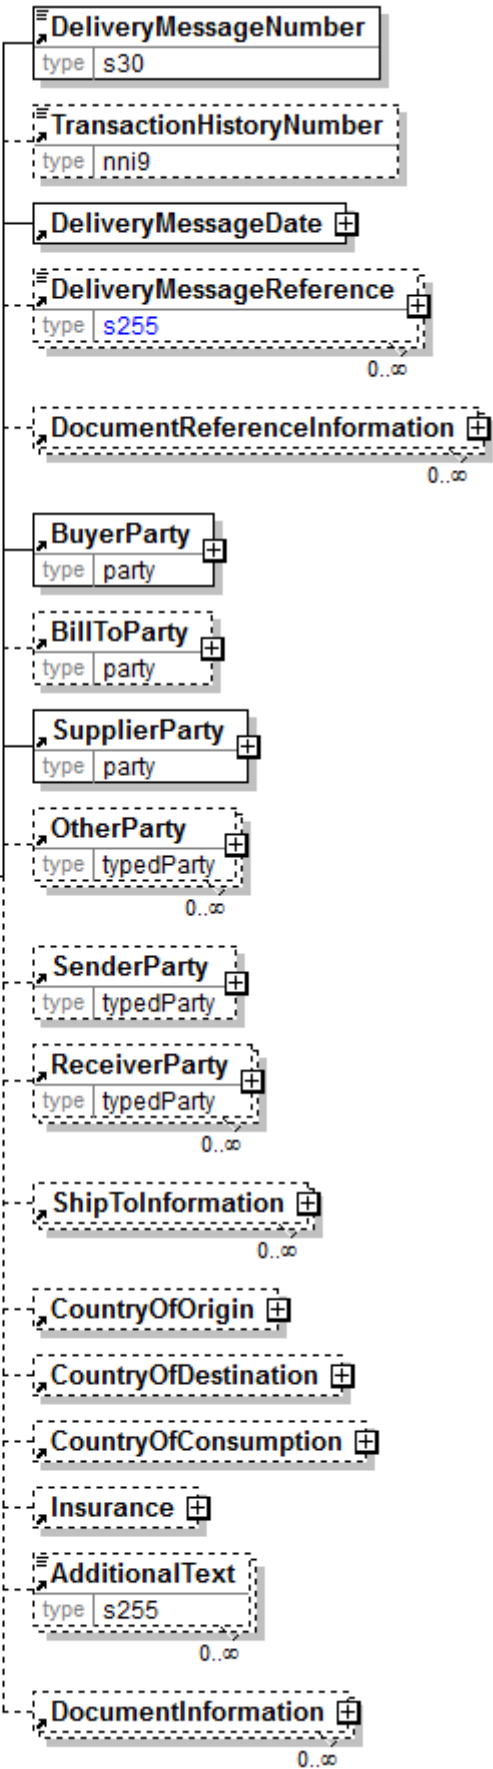 DeliveryMessageNumber
type s30
TransactionHistoryNumber
type nni9
DeliveryMessageDate
DeliveryMessageReference
type s255
0..∞
DocumentReferenceInformation
0..∞
BuyerParty
type party
BillToParty
type party
SupplierParty
type party
OtherParty
type typedParty
0..∞
SenderParty
type typedParty
ReceiverParty
type typedParty
0..∞
ShipToInformation
0..∞
CountryOfOrigin
CountryOfDestination
CountryOfConsumption
Insurance
AdditionalText
type s255
0..∞
DocumentInformation
0..∞